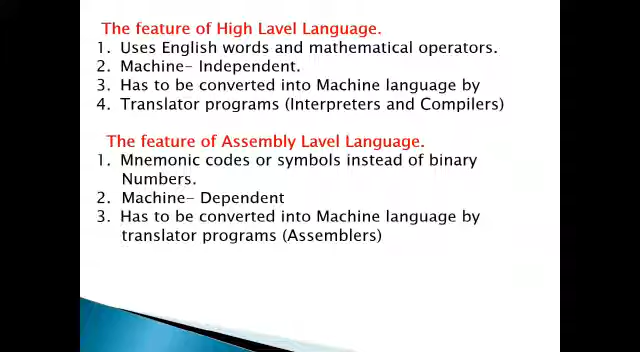 The feature of High Lavel Language.
1. Uses English words and mathematical operators.
2. Machine- Independent.
3. Has to be converted into Machine language by
4. Translator programs (Interpreters and Compilers)
The feature of Assembly Lavel Language.
1. Mnemonic codes or symbols instead of binary
Numbers.
2. Machine- Dependent
3. Has to be converted into Machine language by
translator programs (Assemblers)